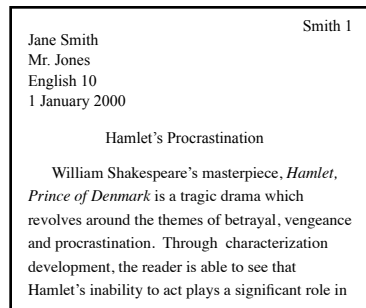 Smith 1
Jane Smith
Mr. Jones
English 10
1 January 2000
Hamlet’s Procrastination
William Shakespeare’s masterpiece, Hamlet,
Prince of Denmark is a tragic drama which
revolves around the themes of betrayal, vengeance
and procrastination.  Through  characterization
development, the reader is able to see that
Hamlet’s inability to act plays a significant role in